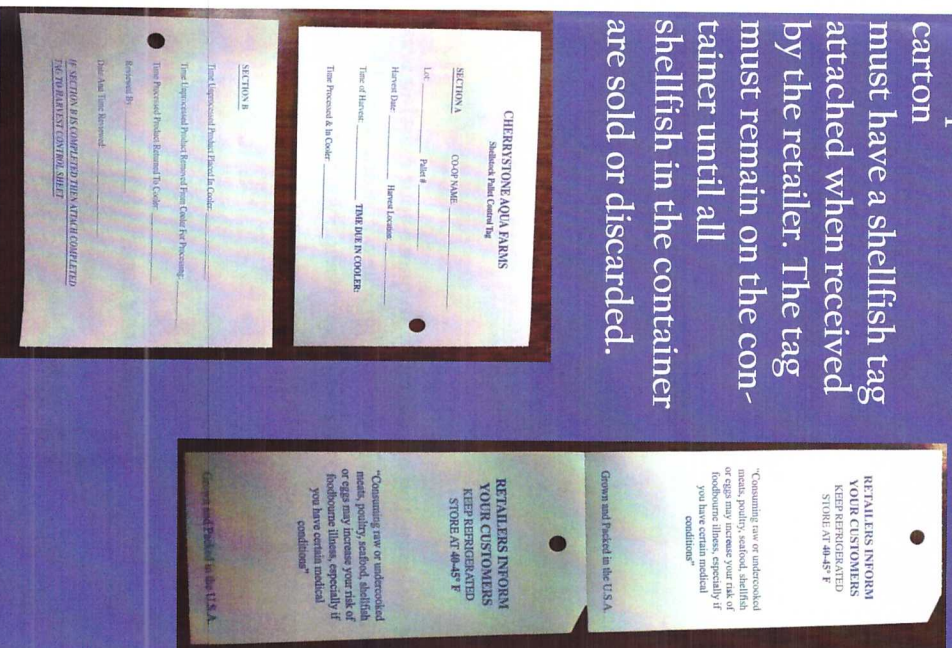 carton
must have a shellfish tag
attached when received
by the retailer. The tag
must remain on the con-
tainer until all
shellfish in the container
are sold or discarded.
CHERRYSTONE AQUA FARMS
Shellstock Pallet Control Tag
SECTION A
CO-OP NAME:
Lot: Pallet #
Harvest Date: Harvest Location
Time of Harvest: TIME DUE IN COOLER:
Time Processed & In Cooler:
SECTION B
Time Unprocessed Product Placed In Cooler:
Time Unprocessed Product Removed From Cooler For Processing:
Time Processed Product Returned To Cooler:
Reviewed By:
Date And Time Reviewed:
IF SECTION B IS COMPLETED THEN ATTACH COMPLETED
TAG TO HARVEST CONTROL SHEET
RETAILERS INFORM
YOUR CUSTOMERS
KEEP REFRIGERATED
STORE AT 40-45° F
"Consuming raw or undercooked
meats, poultry, seafood, shellfish
or eggs may increase your risk of
foodbourne illness, especially if
you have certain medical
conditions"
Grown and Packed in the U.S.A.
RETAILERS INFORM
YOUR CUSTOMERS
KEEP REFRIGERATED
STORE AT 40-45° F
"Consuming raw or undercooked
meats, poultry, seafood, shellfish
or eggs may increase your risk of
foodbourne illness, especially if
you have certain medical
conditions"
Grown and Packed in the U.S.A.